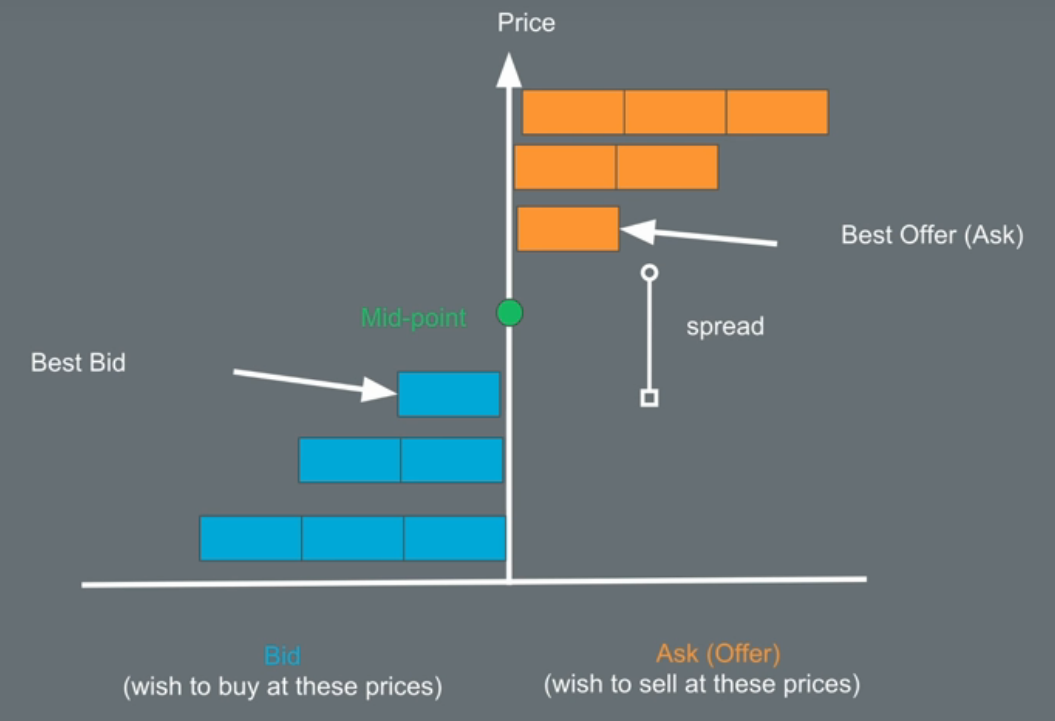 Price
Best Offer (Ask)
Mid-point
spread
Best Bid
Bid
(wish to buy at these prices)
Ask (Offer)
(wish to sell at these prices)